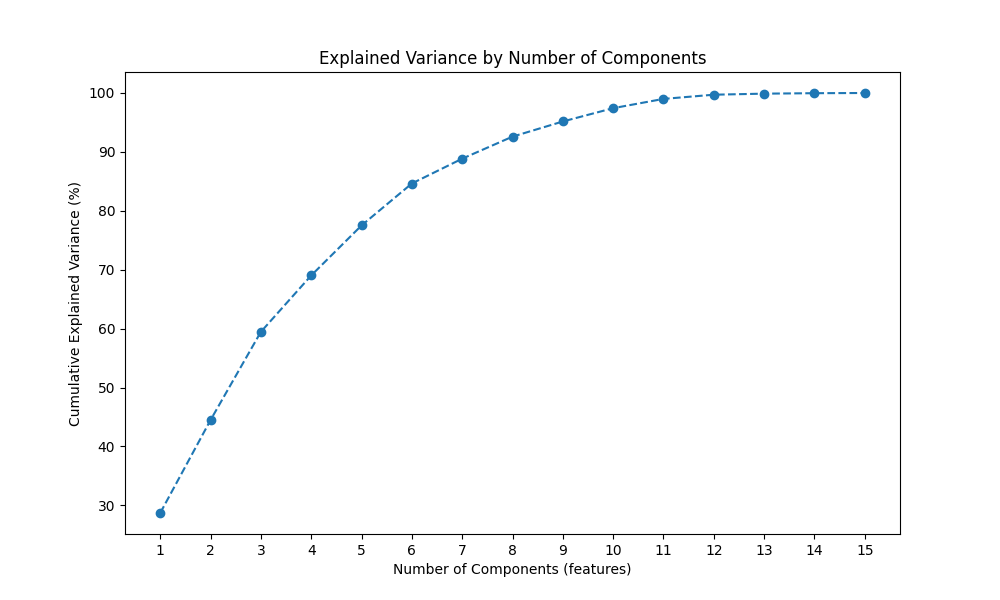 Explained Variance by Number of Components
Cumulative Explained Variance (%)
100
90
80
70
60
50
40
30
1 2 3 4 5 6 7 8 9 10 11 12 13 14 15
Number of Components (features)